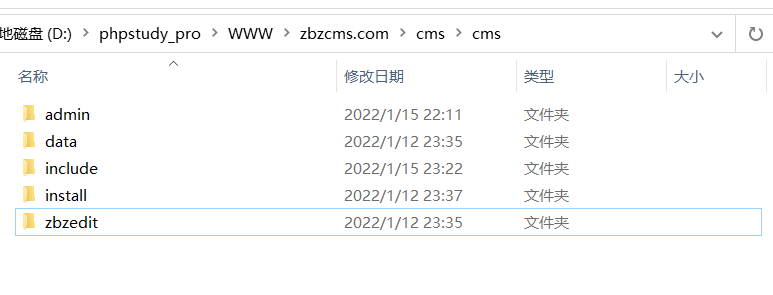 地磁盘 (D:) > phpstudy_pro > WWW > zbzcms.com > cms > cms
名称 修改日期 类型 大小
admin 2022/1/15 22:11 文件夹
data 2022/1/12 23:35 文件夹
include 2022/1/15 23:22 文件夹
install 2022/1/12 23:37 文件夹
zbzedit 2022/1/12 23:35 文件夹